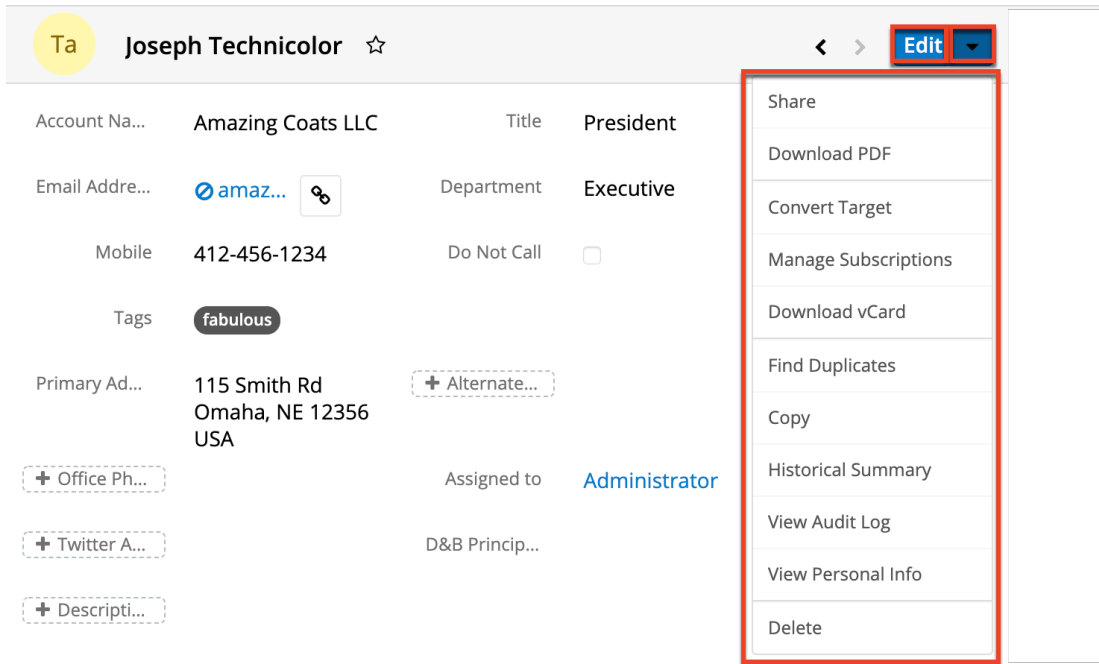 Ta
Joseph Technicolor
Edit
Account Na...
Amazing Coats LLC
Title
President
Email Addre...
amaz...
Department
Executive
Mobile
412-456-1234
Do Not Call
Tags
fabulous
Primary Ad...
115 Smith Rd
Omaha, NE 12356
USA
Alternate...
Office Ph...
Assigned to
Administrator
Twitter A...
D&B Princip...
Descripti...
Share
Download PDF
Convert Target
Manage Subscriptions
Download vCard
Find Duplicates
Copy
Historical Summary
View Audit Log
View Personal Info
Delete